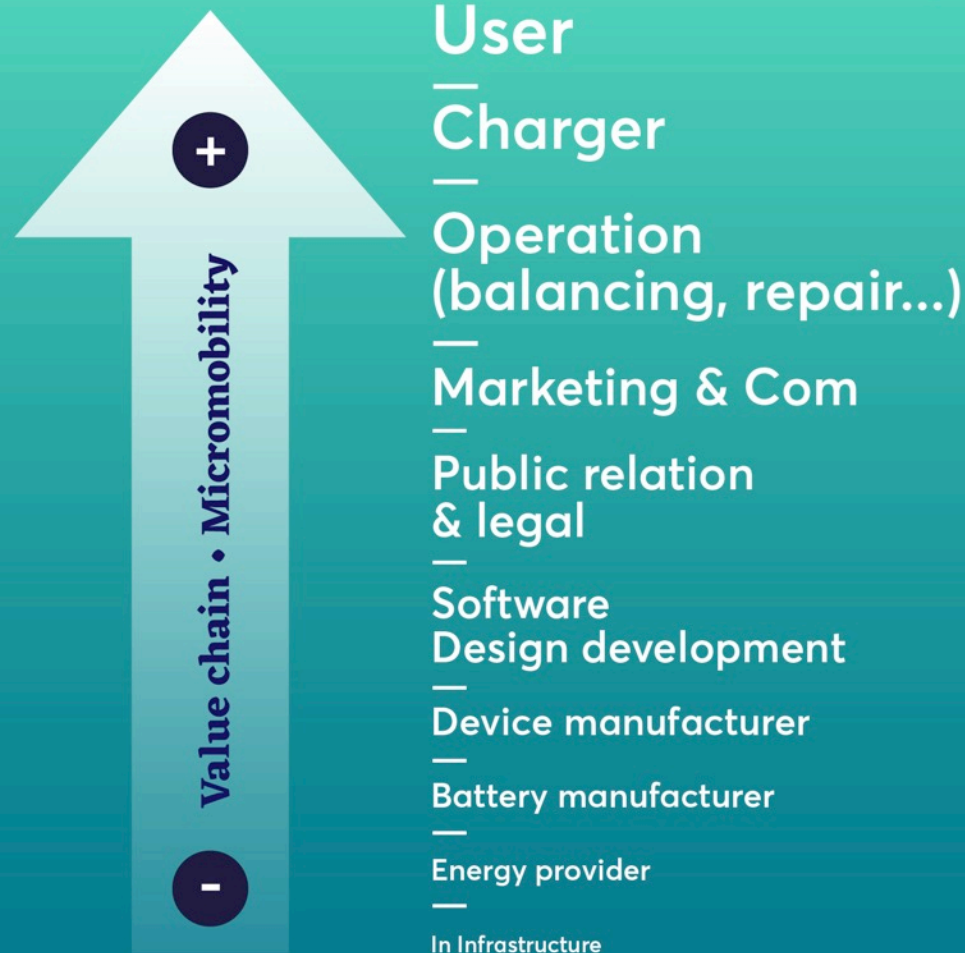 +
Value chain • Micromobility
-
User
Charger
Operation
(balancing, repair...)
Marketing & Com
Public relation
& legal
Software
Design development
Device manufacturer
Battery manufacturer
Energy provider
In Infrastructure